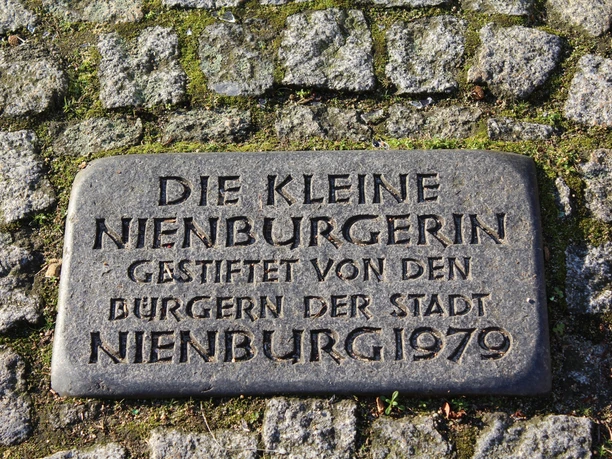 DIE KLEINE
NIENBURGERIN
GESTIFTET VON DEN
BÜRGERN DER STADT
NIENBURG 1979